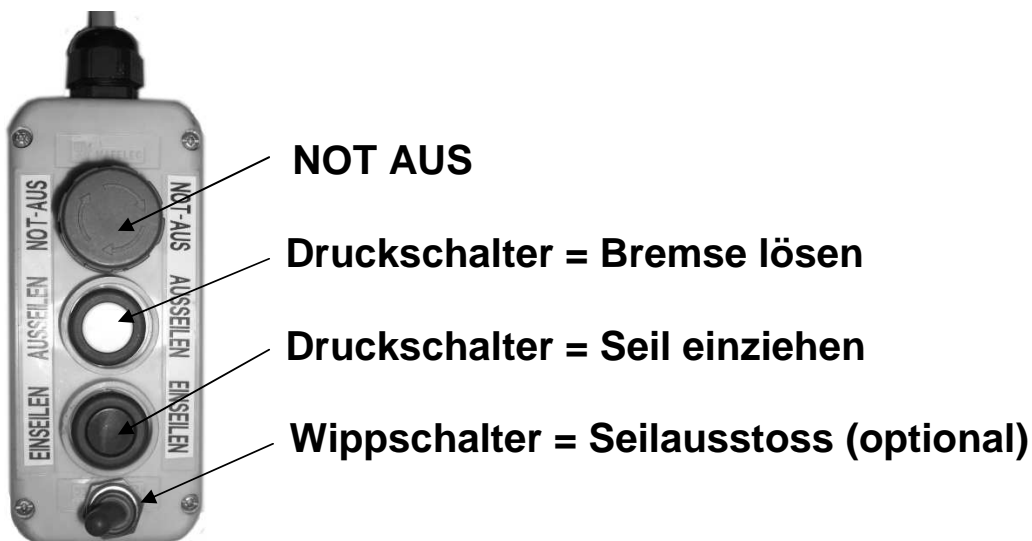 NOT AUS
Druckschalter = Bremse lösen
Druckschalter = Seil einziehen
Wippschalter = Seilausstoss (optional)
NOT-AUS
AUSSEILEN
EINSEILEN
NOT-AUS
AUSSEILEN
EINSEILEN